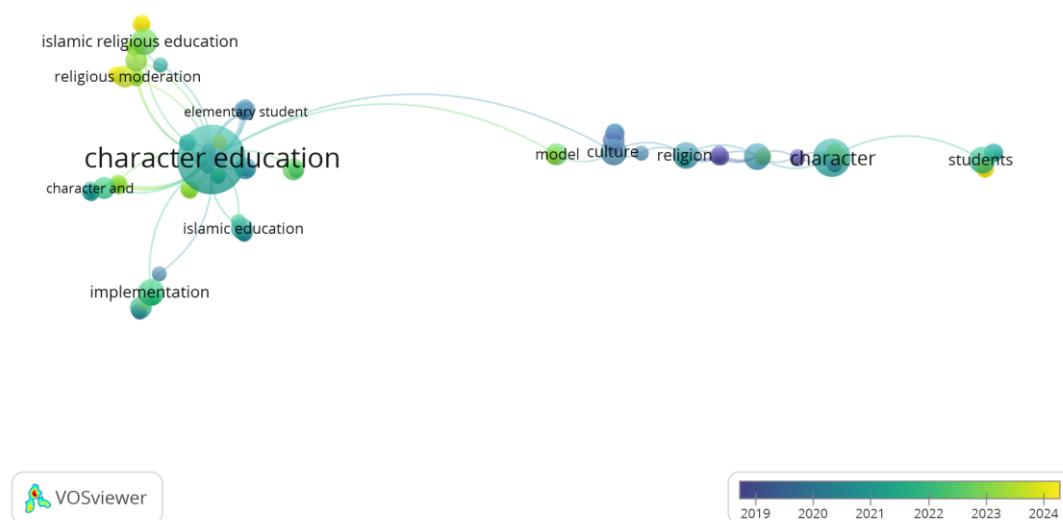 islamic religious education
religious moderation
elementary student
character education
model
culture
religion
character
students
character and
islamic education
implementation
VOSviewer
2019
2020
2021
2022
2023
2024